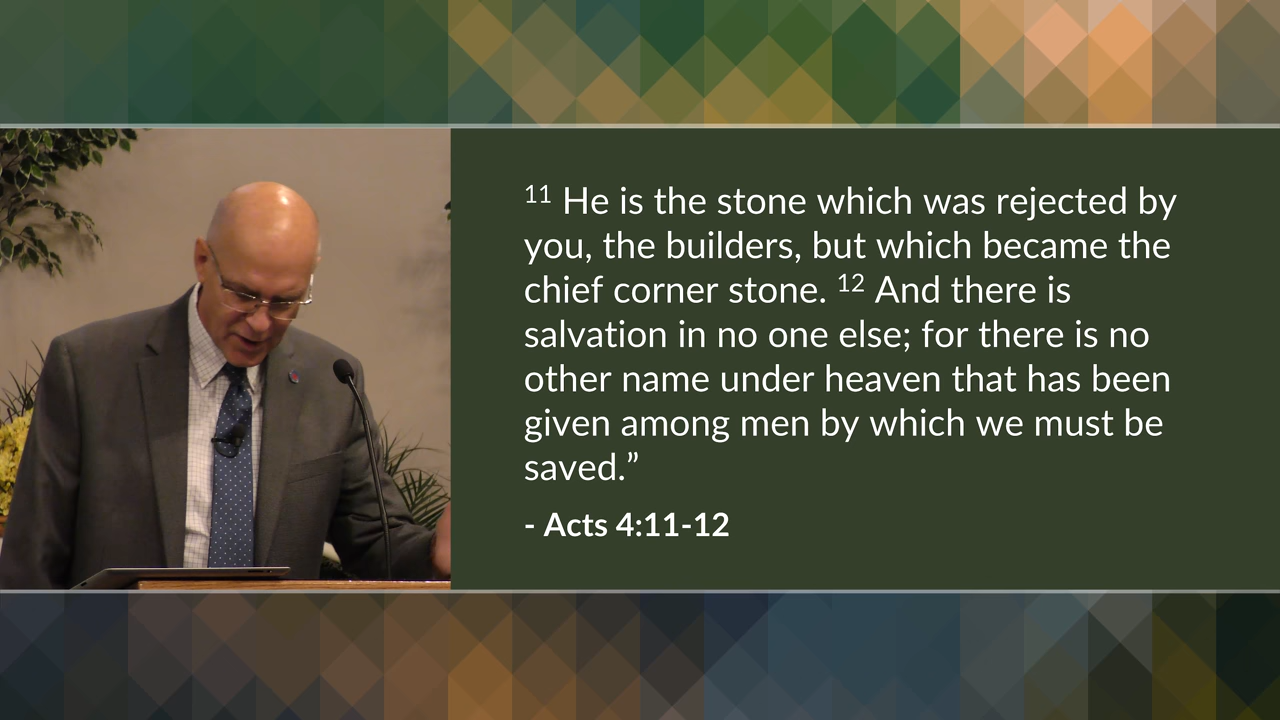 11 He is the stone which was rejected by
you, the builders, but which became the
chief corner stone. 12 And there is
salvation in no one else; for there is no
other name under heaven that has been
given among men by which we must be
saved.”
- Acts 4:11-12